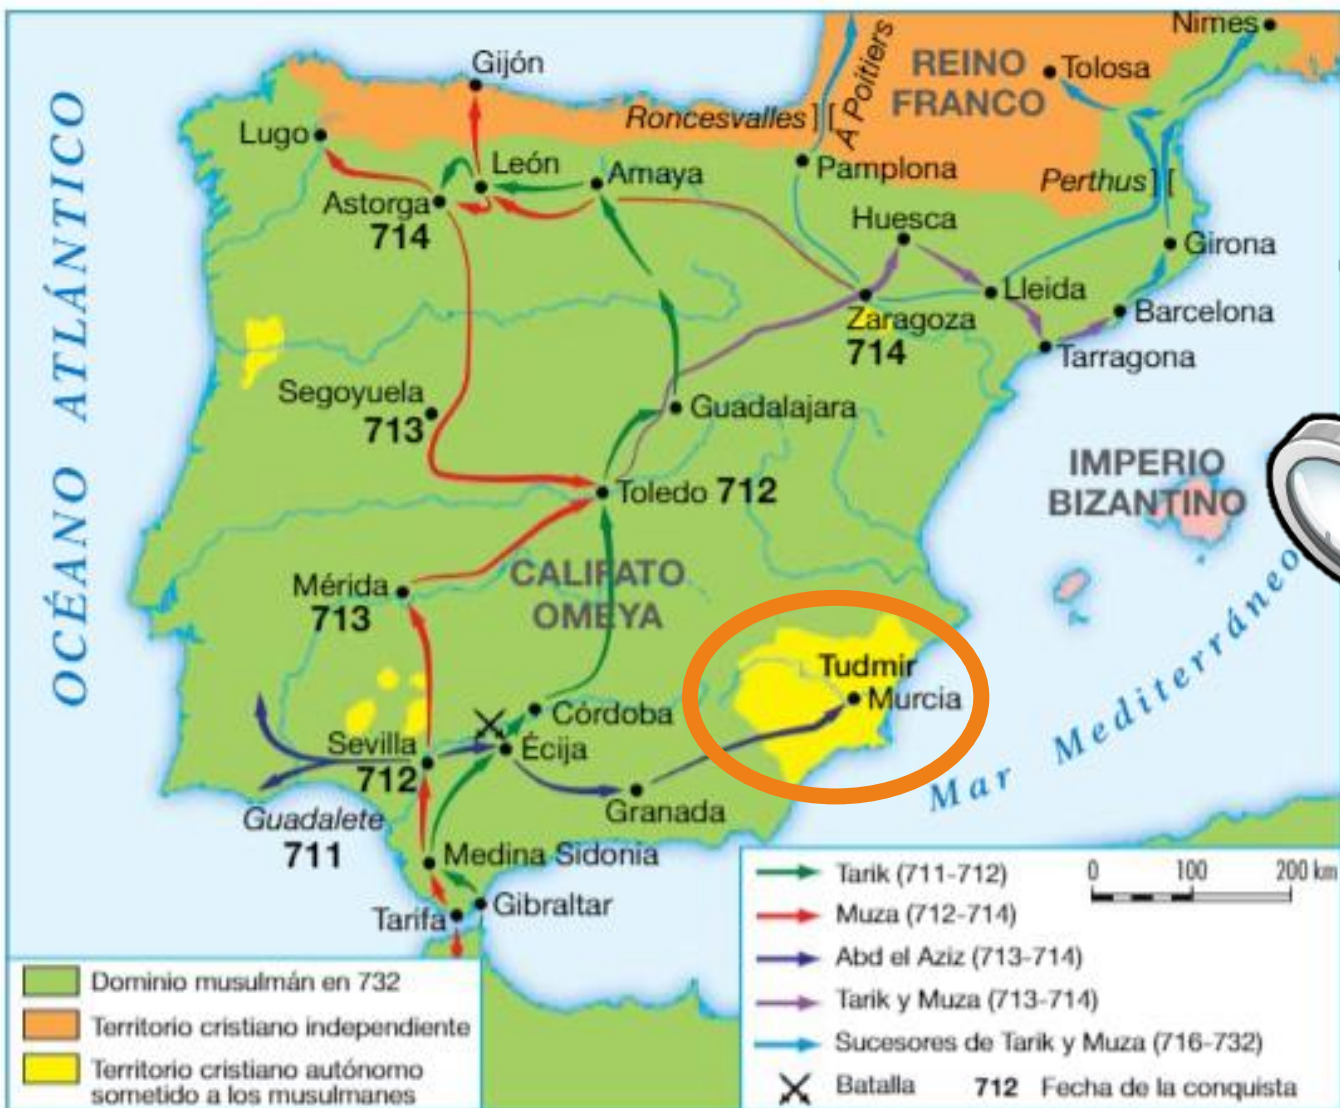 Nimes
Gijón
REINO
FRANCO
Tolosa
Á Poitiers
Roncesvalles
Lugo
León
Amaya
Pamplona
Perthus
Astorga
714
Huesca
Girona
OCÉANO ATLÁNTICO
Lleida
Zaragoza
714
Barcelona
Tarragona
Segoyuela
713
Guadalajara
IMPERIO
BIZANTINO
Toledo 712
Mérida
713
CALIFATO
OMEYA
Tudmir
Murcia
Mar Mediterráneo
Córdoba
Sevilla
712
Écija
Granada
Guadalete
711
Medina Sidonia
Tarifa
Gibraltar
Tarik (711-712)
0 100 200 km
Muza (712-714)
Abd el Aziz (713-714)
Tarik y Muza (713-714)
Sucesores de Tarik y Muza (716-732)
Batalla 712 Fecha de la conquista
Dominio musulmán en 732
Territorio cristiano independiente
Territorio cristiano autónomo
sometido a los musulmanes